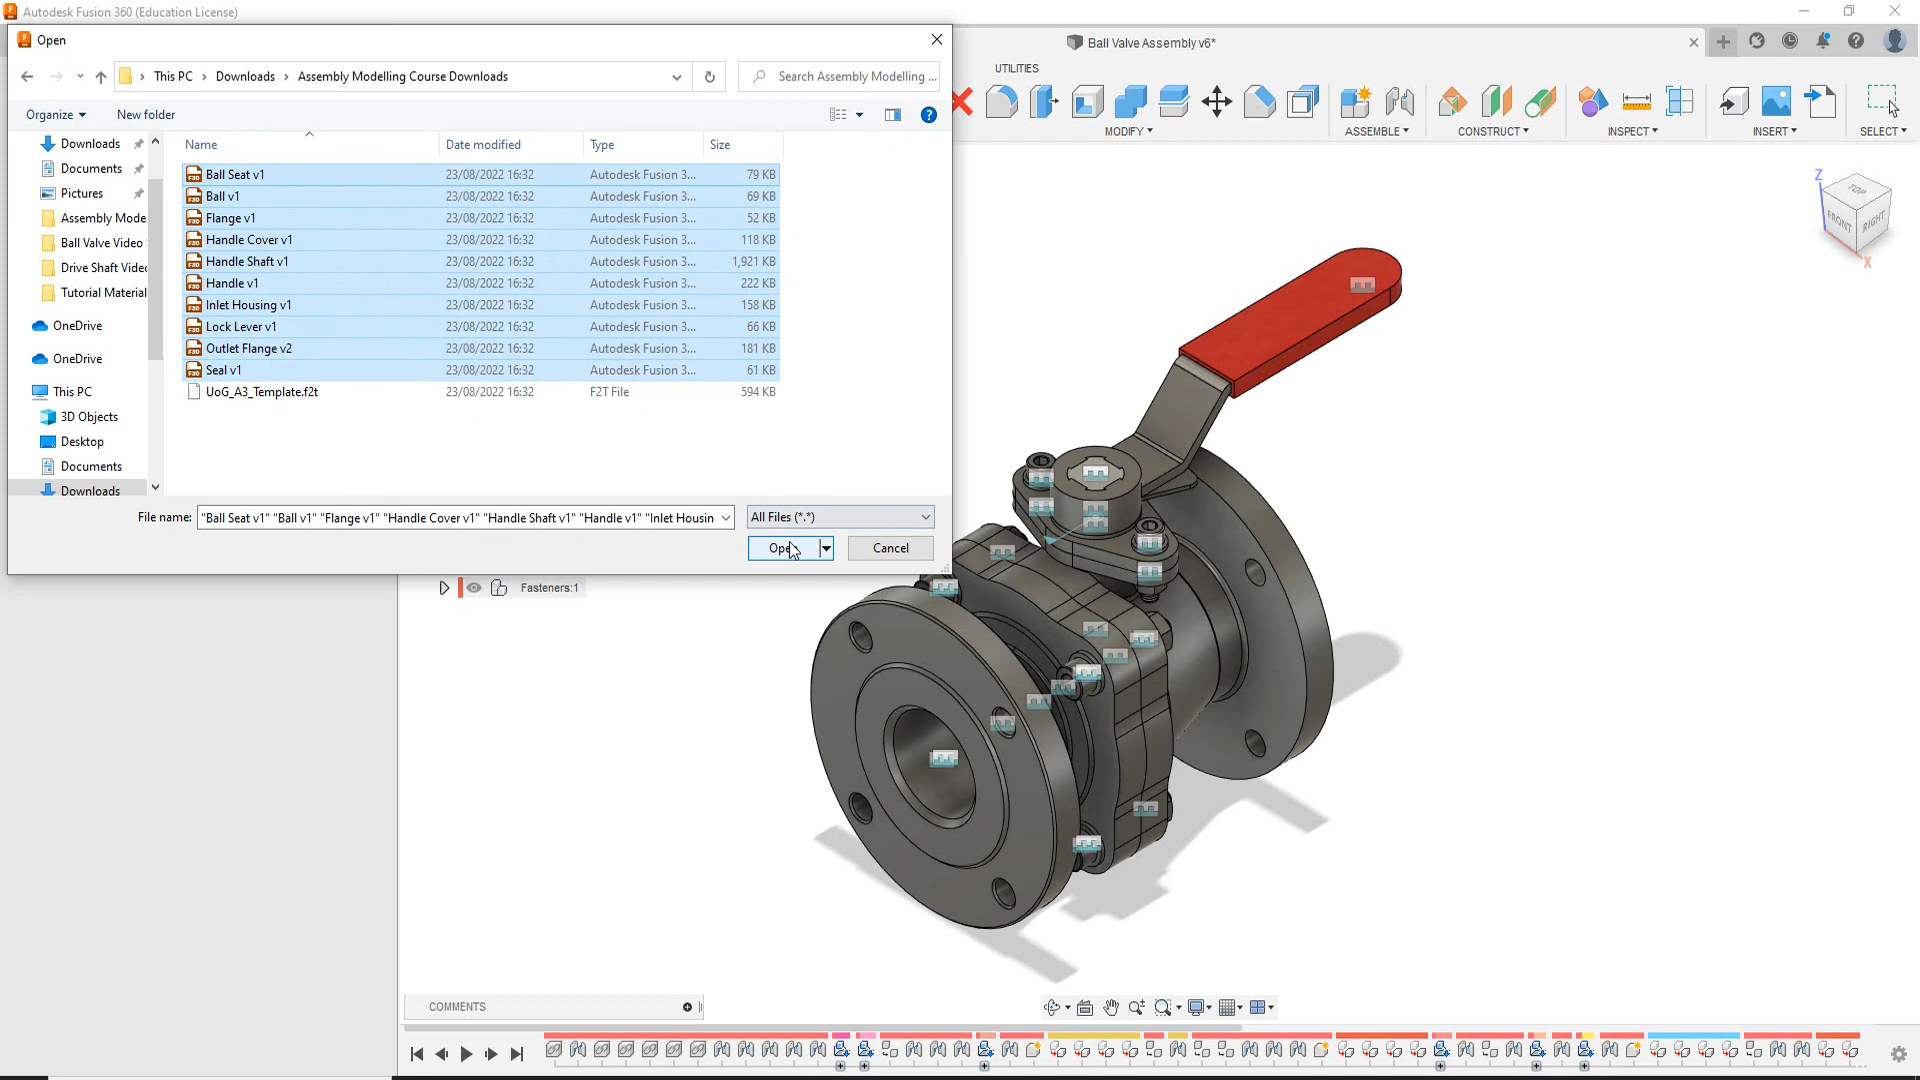 Autodesk Fusion 360 (Education License)
Open
Ball Valve Assembly v6*
This PC > Downloads > Assembly Modelling Course Downloads
Search Assembly Modelling ...
UTILITIES
Organize
New folder
MODIFY
ASSEMBLE
CONSTRUCT
INSPECT
INSERT
SELECT
Name Date modified Type Size
Downloads
Documents
Pictures
Assembly Mode
Ball Valve Video
Drive Shaft Videc
Tutorial Material
OneDrive
OneDrive
This PC
3D Objects
Desktop
Documents
Downloads
Ball Seat v1 23/08/2022 16:32 Autodesk Fusion 3... 79 KB
Ball v1 23/08/2022 16:32 Autodesk Fusion 3... 69 KB
Flange v1 23/08/2022 16:32 Autodesk Fusion 3... 52 KB
Handle Cover v1 23/08/2022 16:32 Autodesk Fusion 3... 118 KB
Handle Shaft v1 23/08/2022 16:32 Autodesk Fusion 3... 1,921 KB
Handle v1 23/08/2022 16:32 Autodesk Fusion 3... 222 KB
Inlet Housing v1 23/08/2022 16:32 Autodesk Fusion 3... 158 KB
Lock Lever v1 23/08/2022 16:32 Autodesk Fusion 3... 66 KB
Outlet Flange v2 23/08/2022 16:32 Autodesk Fusion 3... 181 KB
Seal v1 23/08/2022 16:32 Autodesk Fusion 3... 61 KB
UoG_A3_Template.f2t 23/08/2022 16:32 F2T File 594 KB
File name: "Ball Seat v1" "Ball v1" "Flange v1" "Handle Cover v1" "Handle Shaft v1" "Handle v1" "Inlet Housin
All Files (*.*)
Open
Cancel
Fasteners:1
Z
TOP
FRONT
RIGHT
X
COMMENTS